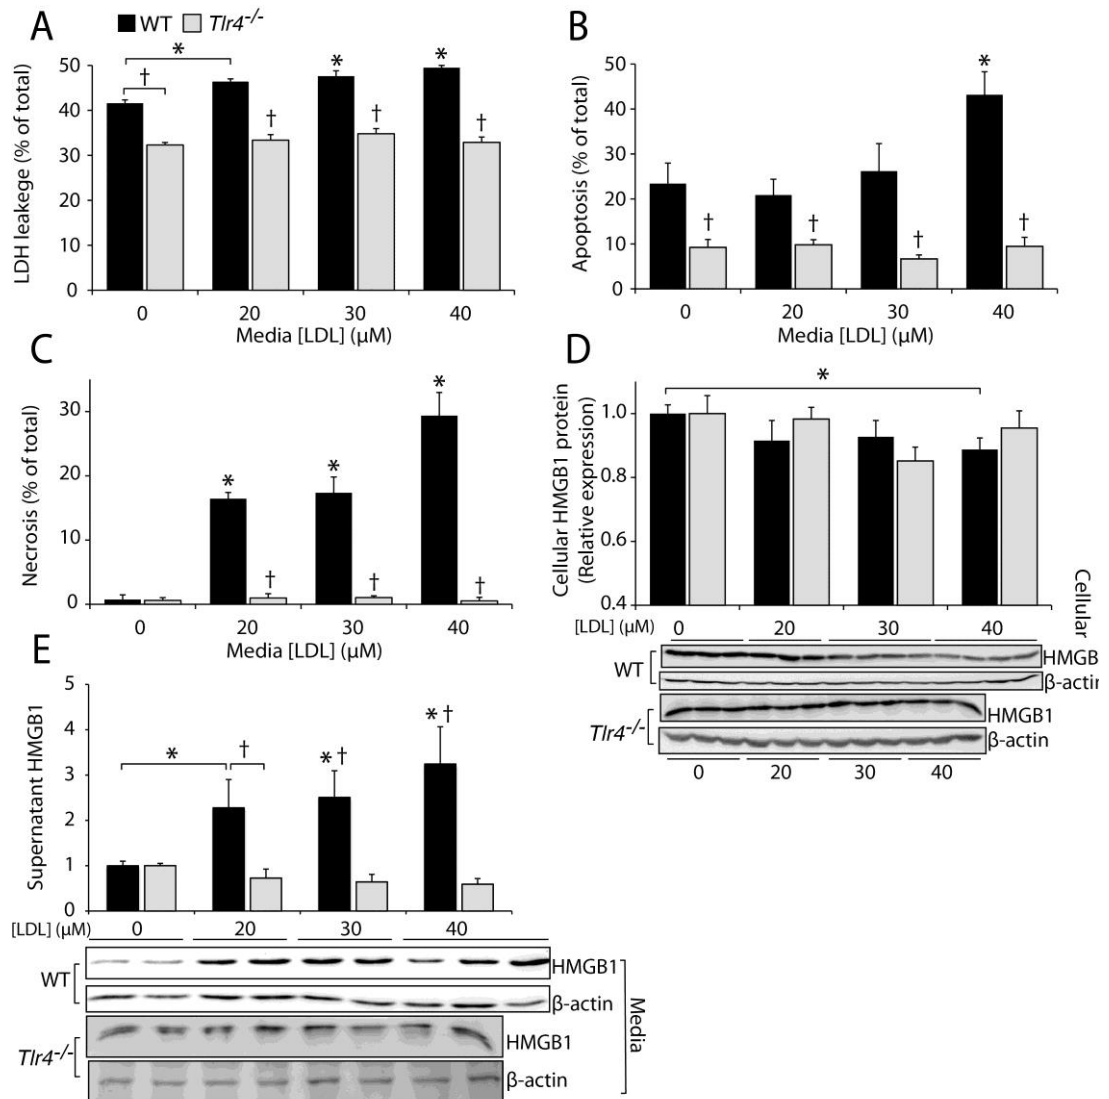 A
WT Tlr4-/-
* † * * † † †
LDH leakege (% of total)
50
40
30
20
10
0
0 20 30 40
Media [LDL] (µM)
B
* † † † †
Apoptosis (% of total)
50
40
30
20
10
0
0 20 30 40
Media [LDL] (µM)
C
* * * † † †
Necrosis (% of total)
30
20
10
0
0 20 30 40
Media [LDL] (µM)
D
*
Cellular HMGB1 protein
(Relative expression)
1.0
0.8
0.6
0.4
[LDL] (µM) 0 20 30 40
Cellular
WT
HMGB
β-actin
Tlr4-/-
HMGB1
β-actin
0 20 30 40
E
* † *† *†
Supernatant HMGB1
5
4
3
2
1
0
[LDL] (µM) 0 20 30 40
WT
HMGB1
β-actin
Tlr4-/-
HMGB1
β-actin
Media